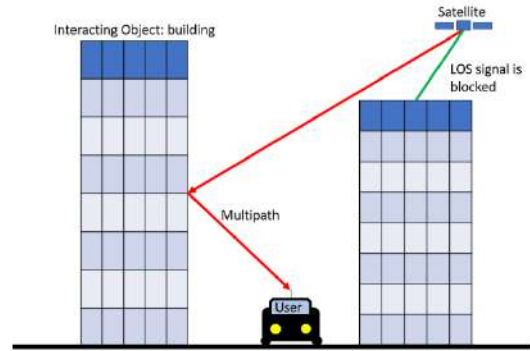 Satellite
Interacting Object: building
LOS signal is
blocked
Multipath
User